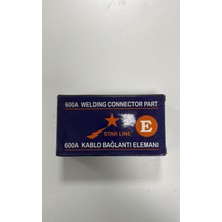 600A WELDING CONNECTOR PART
STAR LINE
E
600A KABLO BAĞLANTI ELEMANI